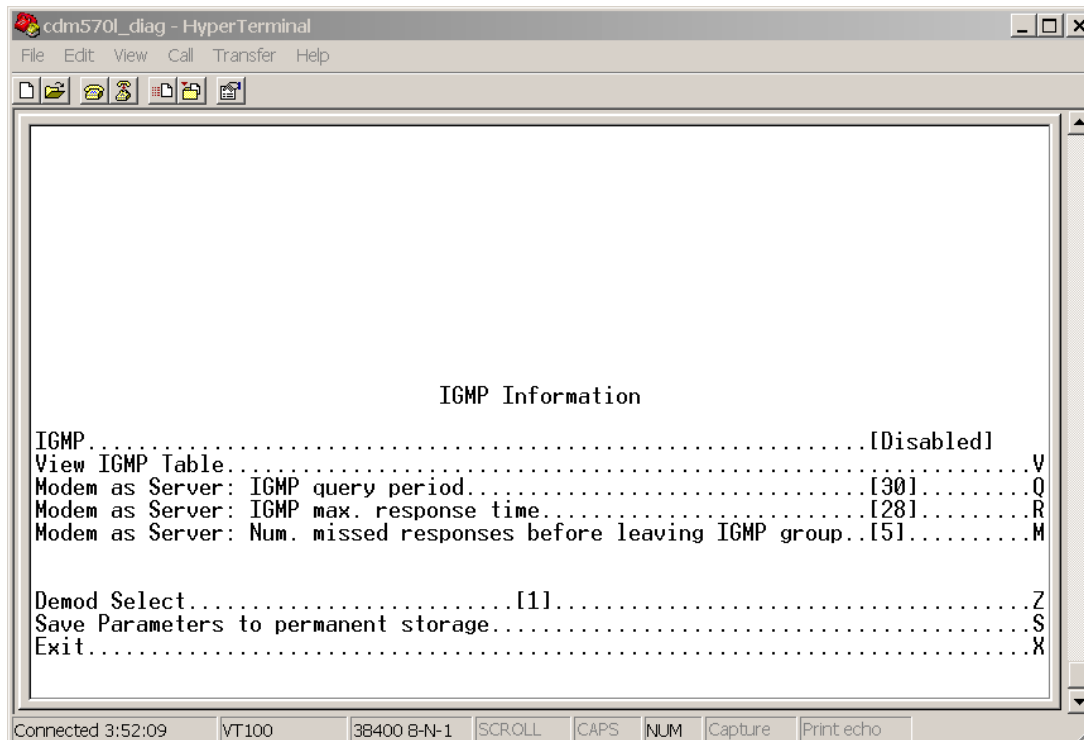 cdm570l_diag - HyperTerminal
File Edit View Call Transfer Help
IGMP Information
IGMP..............................................................[Disabled]
View IGMP Table................................................................V
Modem as Server: IGMP query period................................[30].........Q
Modem as Server: IGMP max. response time..........................[28].........R
Modem as Server: Num. missed responses before leaving IGMP group..[5]..........M
Demod Select..........................[1]......................................Z
Save Parameters to permanent storage...........................................S
Exit...........................................................................X
Connected 3:52:09 VT100 38400 8-N-1 SCROLL CAPS NUM Capture Print echo